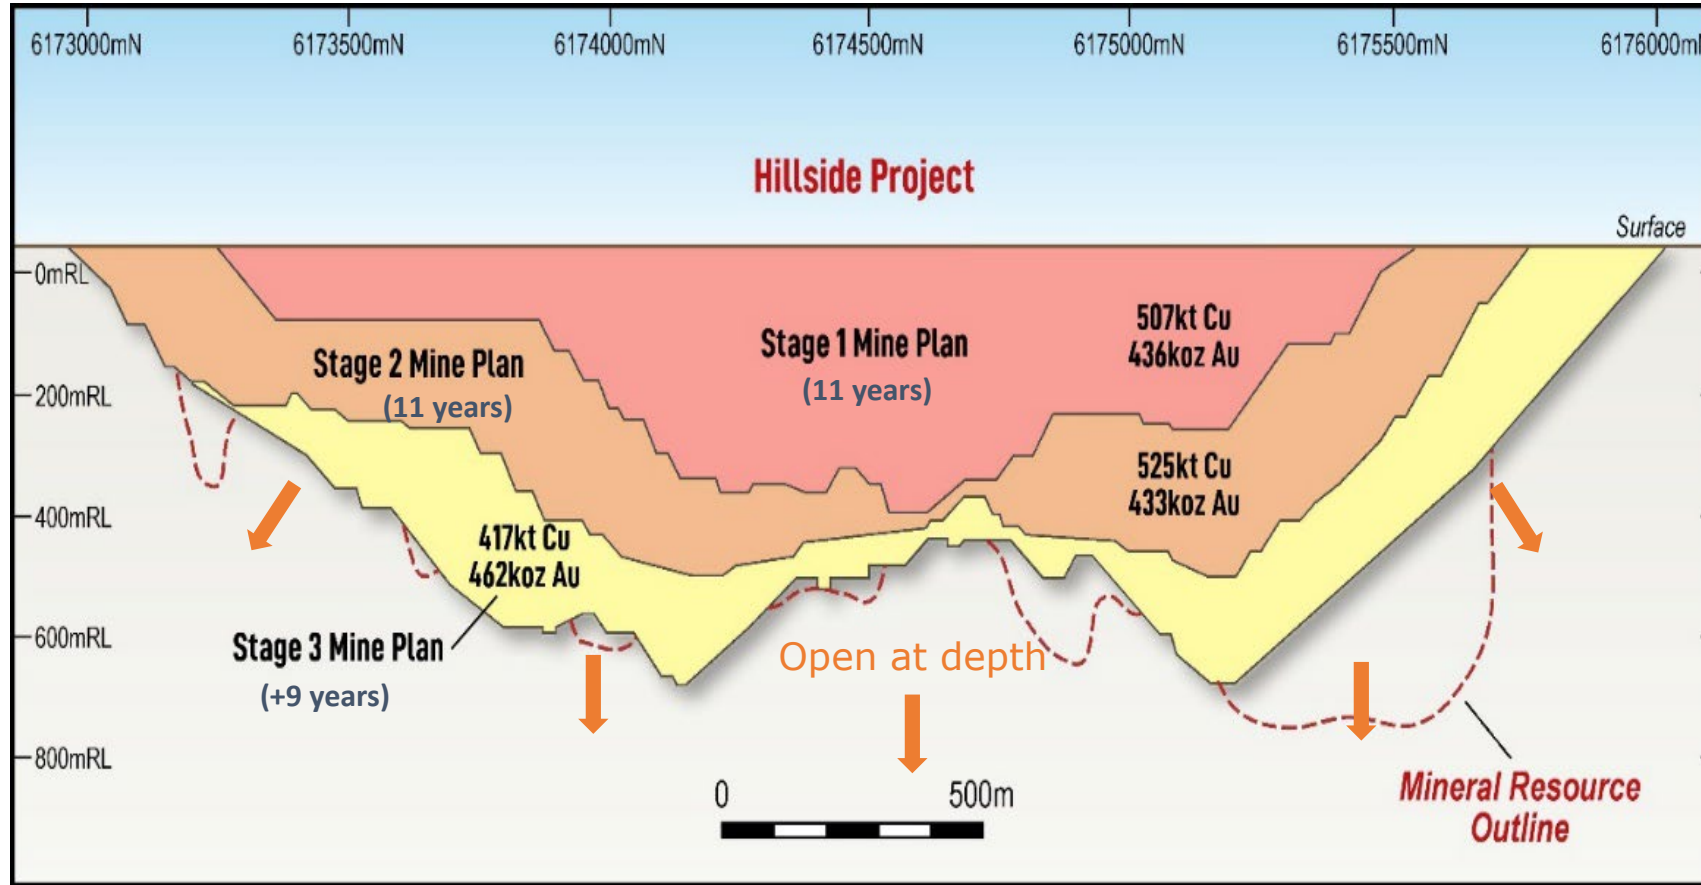 6173000mN
6173500mN
6174000mN
6174500mN
6175000mN
6175500mN
6176000m
Hillside Project
Surface
0mRL
200mRL
400mRL
600mRL
800mRL
Stage 1 Mine Plan
(11 years)
507kt Cu
436koz Au
Stage 2 Mine Plan
(11 years)
525kt Cu
433koz Au
417kt Cu
462koz Au
Stage 3 Mine Plan
(+9 years)
Open at depth
0
500m
Mineral Resource
Outline